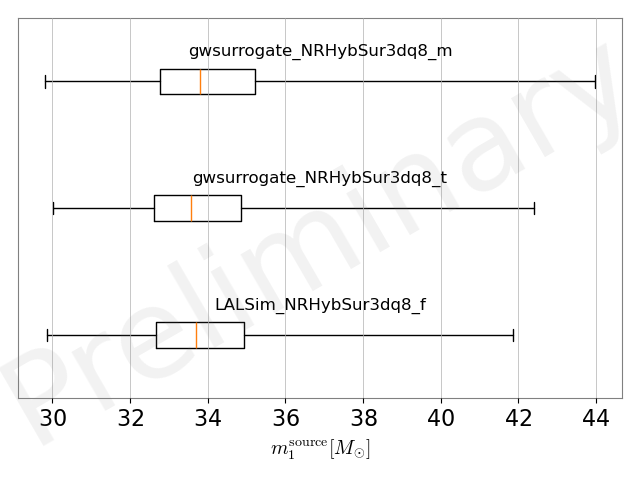 gwsurrogate_NRHybSur3dq8_m
gwsurrogate_NRHybSur3dq8_t
LALSim_NRHybSur3dq8_f
Preliminary
30 32 34 36 38 40 42 44
m₁^source [M⊙]